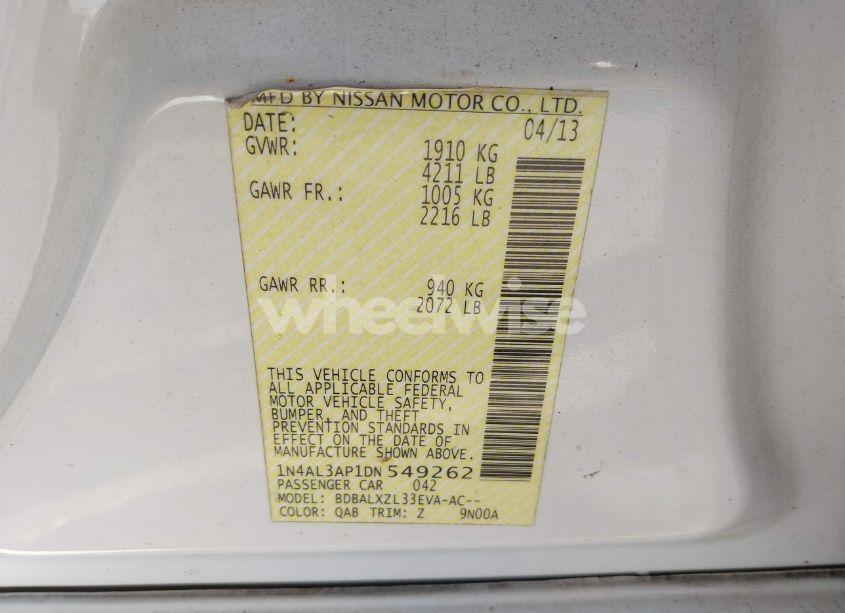 MFD BY NISSAN MOTOR CO., LTD.
DATE: 04/13
GVWR: 1910 KG
4211 LB
GAWR FR.: 1005 KG
2216 LB
GAWR RR.: 940 KG
2072 LB
wheelwise
THIS VEHICLE CONFORMS TO
ALL APPLICABLE FEDERAL
MOTOR VEHICLE SAFETY,
BUMPER, AND THEFT
PREVENTION STANDARDS IN
EFFECT ON THE DATE OF
MANUFACTURE SHOWN ABOVE.
1N4AL3AP1DN 549262
PASSENGER CAR 042
MODEL: BDBALXZL33EVA-AC--
COLOR: QAB TRIM: Z 9N00A